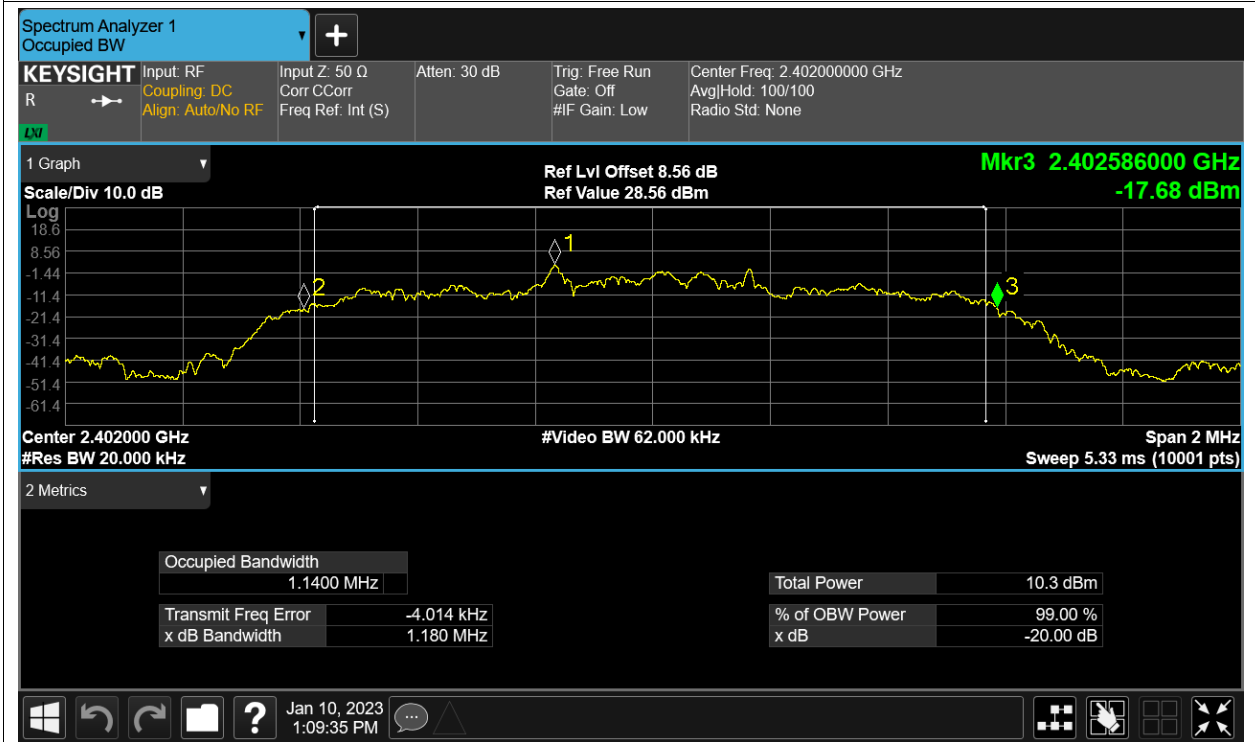 Spectrum Analyzer 1
Occupied BW
KEYSIGHT
R
LXI
Input: RF
Coupling: DC
Align: Auto/No RF
Input Z: 50 Ω
Corr CCorr
Freq Ref: Int (S)
Atten: 30 dB
Trig: Free Run
Gate: Off
#IF Gain: Low
Center Freq: 2.402000000 GHz
Avg|Hold: 100/100
Radio Std: None
1 Graph
Scale/Div 10.0 dB
Ref Lvl Offset 8.56 dB
Ref Value 28.56 dBm
Mkr3 2.402586000 GHz
-17.68 dBm
Log
18.6
8.56
-1.44
-11.4
-21.4
-31.4
-41.4
-51.4
-61.4
1
2
3
Center 2.402000 GHz
#Res BW 20.000 kHz
#Video BW 62.000 kHz
Span 2 MHz
Sweep 5.33 ms (10001 pts)
2 Metrics
Occupied Bandwidth
1.1400 MHz
Transmit Freq Error -4.014 kHz
x dB Bandwidth 1.180 MHz
Total Power 10.3 dBm
% of OBW Power 99.00 %
x dB -20.00 dB
?
Jan 10, 2023
1:09:35 PM